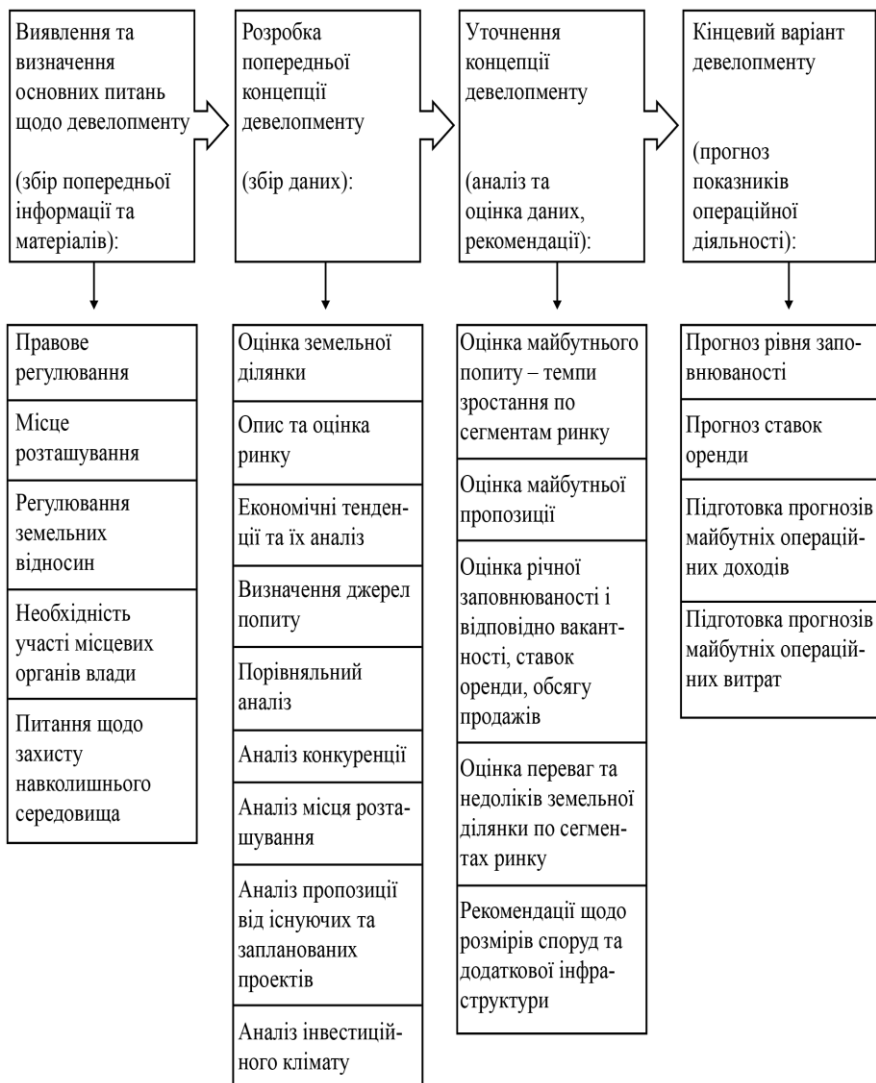 Виявлення та
визначення
основних питань
щодо девелопменту
(збір попередньої
інформації та
матеріалів):
Розробка
попередньої
концепції
девелопменту
(збір даних):
Уточнення
концепції
девелопменту
(аналіз та
оцінка даних,
рекомендації):
Кінцевий варіант
девелопменту
(прогноз
показників
операційної
діяльності):
Правове
регулювання
Місце
розташування
Регулювання
земельних
відносин
Необхідність
участі місцевих
органів влади
Питання щодо
захисту
навколишнього
середовища
Оцінка земельної
ділянки
Опис та оцінка
ринку
Економічні тенден-
ції та їх аналіз
Визначення джерел
попиту
Порівняльний
аналіз
Аналіз конкуренції
Аналіз місця розта-
шування
Аналіз пропозиції
від існуючих та
запланованих
проектів
Аналіз інвестицій-
ного клімату
Оцінка майбутнього
попиту – темпи
зростання по
сегментам ринку
Оцінка майбутньої
пропозиції
Оцінка річної
заповнюваності і
відповідно вакант-
ності, ставок
оренди, обсягу
продажів
Оцінка переваг та
недоліків земельної
ділянки по сегмен-
тах ринку
Рекомендації щодо
розмірів споруд та
додаткової інфра-
структури
Прогноз рівня запо-
внюваності
Прогноз ставок
оренди
Підготовка прогнозів
майбутніх операцій-
них доходів
Підготовка прогнозів
майбутніх операцій-
них витрат